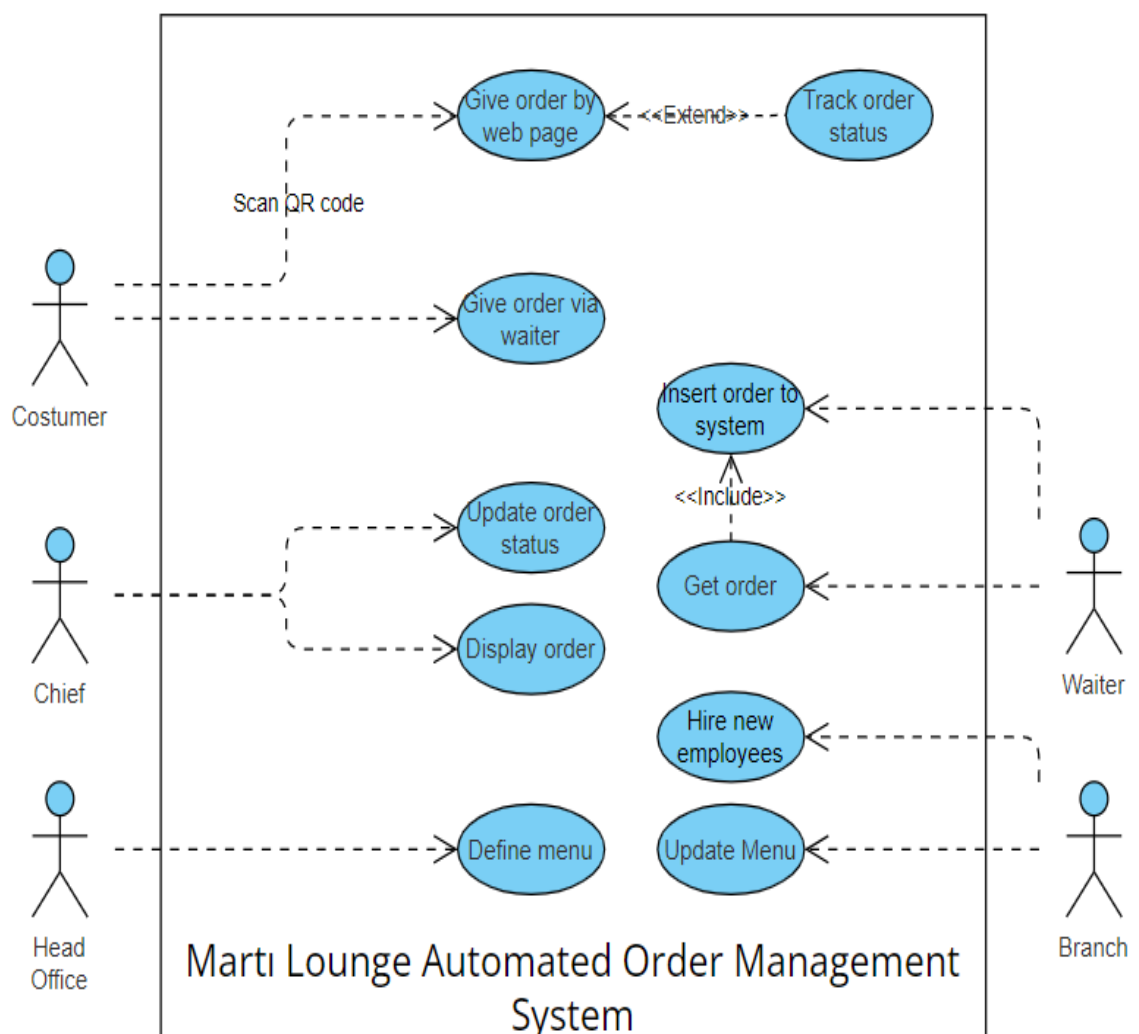 Give order by
web page
<<Extend>>
Track order
status
Scan QR code
Give order via
waiter
Costumer
Insert order to
system
<<Include>>
Update order
status
Get order
Display order
Chief
Waiter
Hire new
employees
Define menu
Update Menu
Head
Office
Branch
Martı Lounge Automated Order Management
System